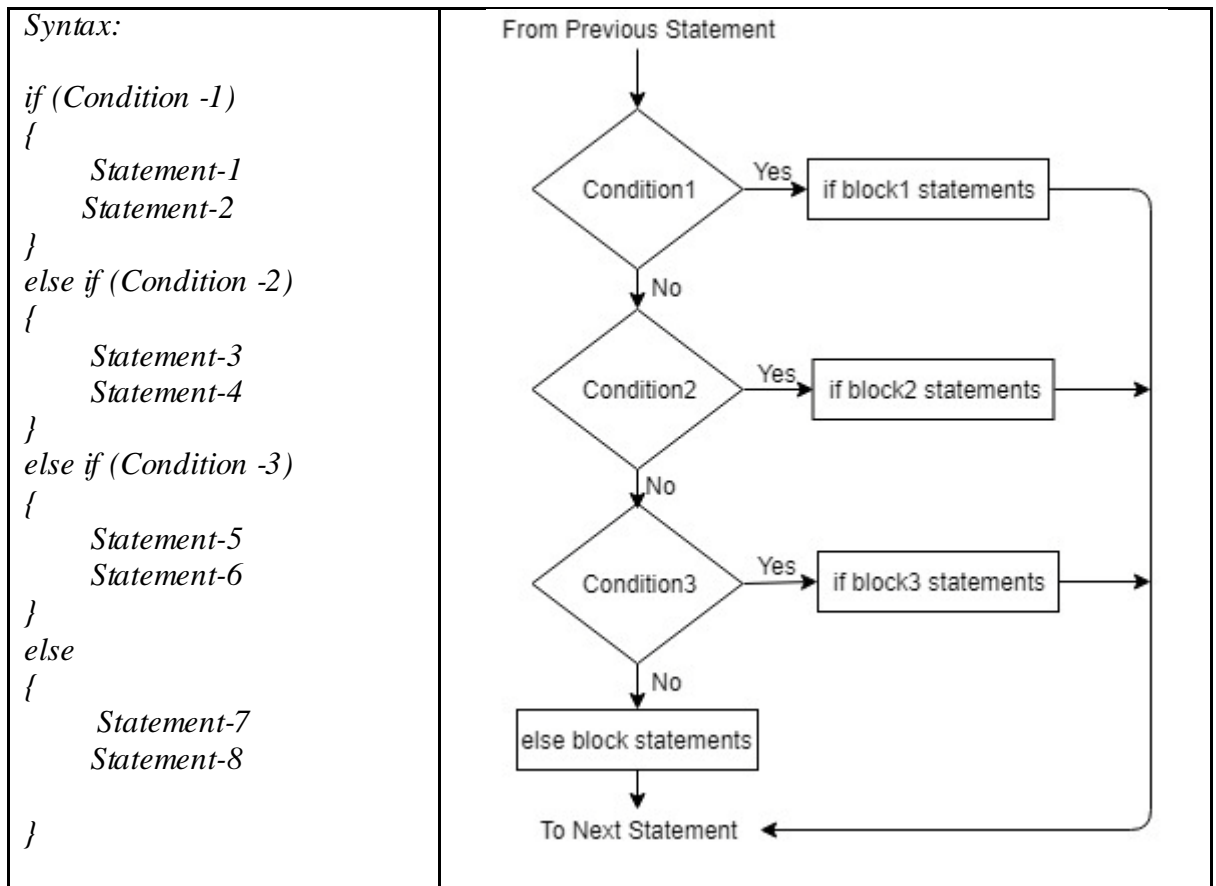 Syntax:
if (Condition -1)
{
Statement-1
Statement-2
}
else if (Condition -2)
{
Statement-3
Statement-4
}
else if (Condition -3)
{
Statement-5
Statement-6
}
else
{
Statement-7
Statement-8
}
From Previous Statement
Condition1
Yes
if block1 statements
No
Condition2
Yes
if block2 statements
No
Condition3
Yes
if block3 statements
No
else block statements
To Next Statement